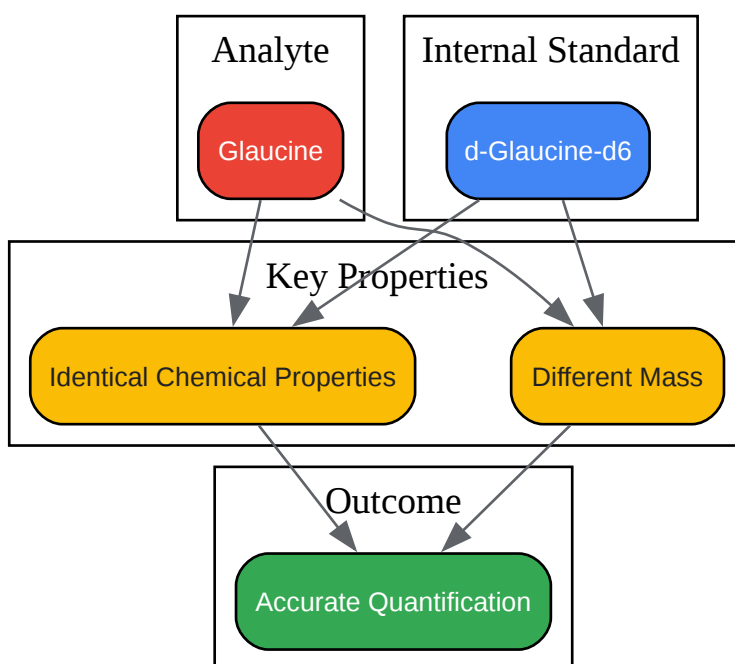 Analyte
Internal Standard
Glaucine
d-Glaucine-d6
Key Properties
Identical Chemical Properties
Different Mass
Outcome
Accurate Quantification